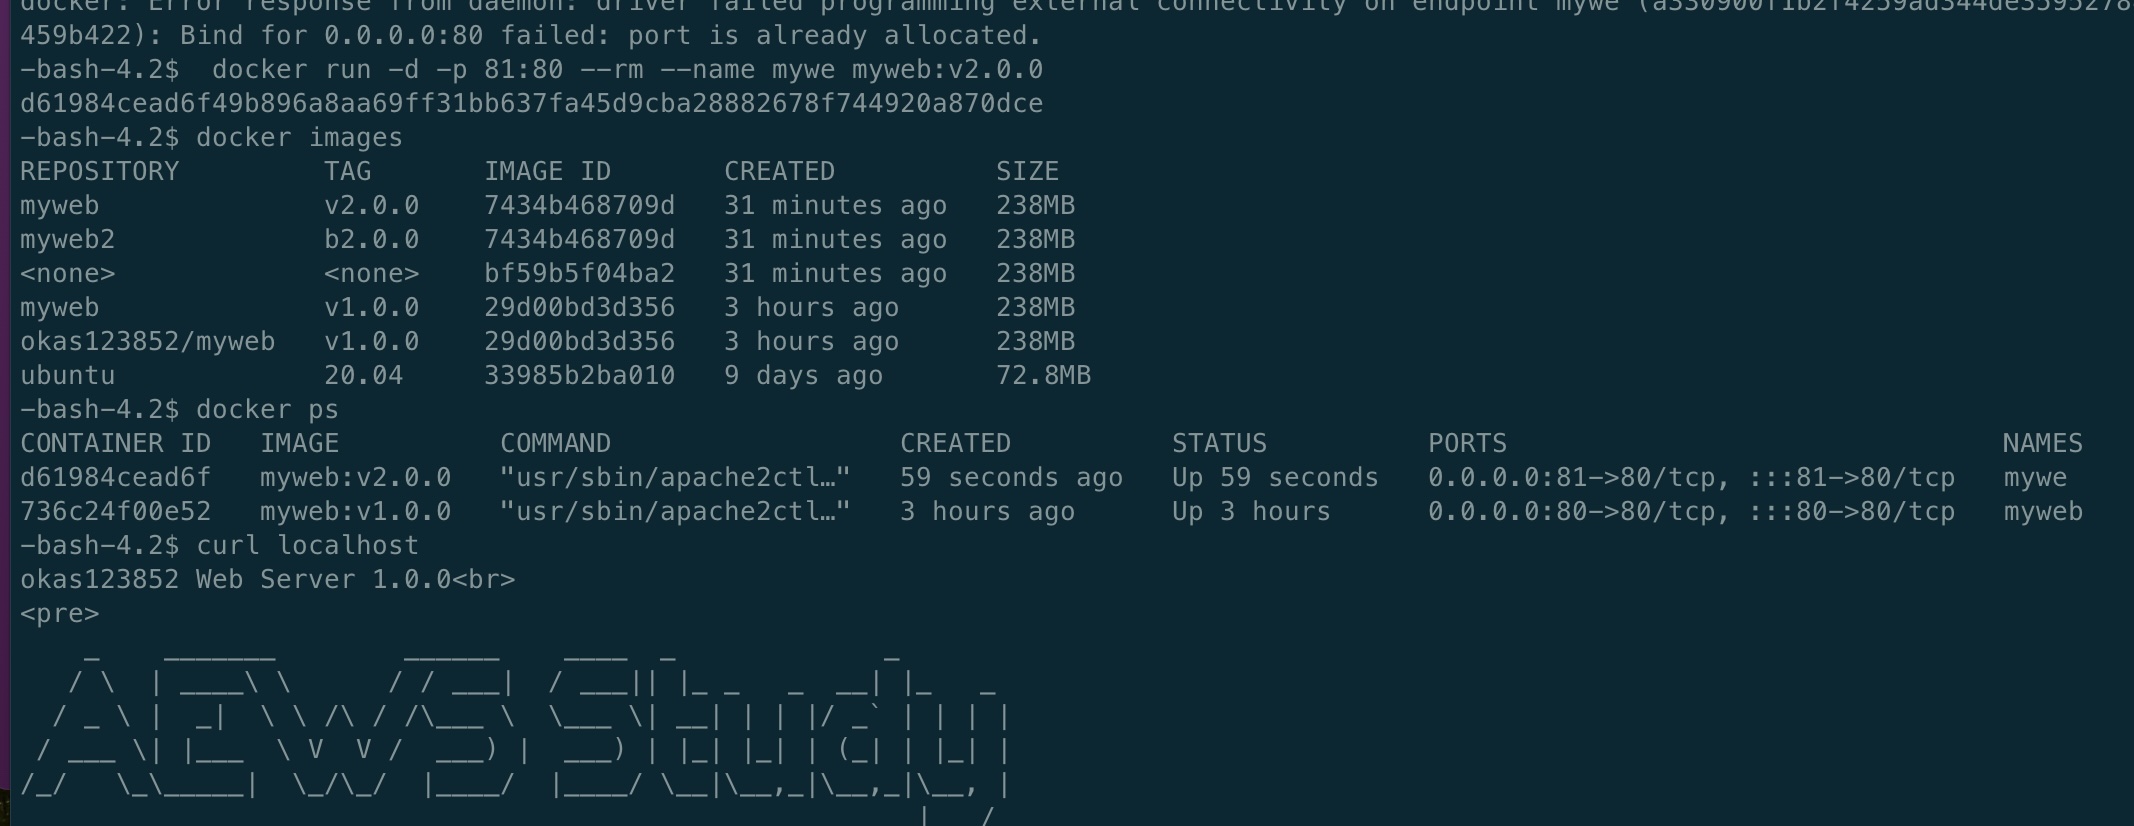 docker: Error response from daemon: driver failed programming external connectivity on endpoint mywe
459b422): Bind for 0.0.0.0:80 failed: port is already allocated.
-bash-4.2$  docker run -d -p 81:80 --rm --name mywe myweb:v2.0.0
d61984cead6f49b896a8aa69ff31bb637fa45d9cba28882678f744920a870dce
-bash-4.2$ docker images
REPOSITORY         TAG       IMAGE ID       CREATED          SIZE
myweb              v2.0.0    7434b468709d   31 minutes ago   238MB
myweb2             b2.0.0    7434b468709d   31 minutes ago   238MB
<none>             <none>    bf59b5f04ba2   31 minutes ago   238MB
myweb              v1.0.0    29d00bd3d356   3 hours ago      238MB
okas123852/myweb   v1.0.0    29d00bd3d356   3 hours ago      238MB
ubuntu             20.04     33985b2ba010   9 days ago       72.8MB
-bash-4.2$ docker ps
CONTAINER ID   IMAGE          COMMAND                  CREATED          STATUS          PORTS                               NAMES
d61984cead6f   myweb:v2.0.0   "usr/sbin/apache2ctl…"   59 seconds ago   Up 59 seconds   0.0.0.0:81->80/tcp, :::81->80/tcp   mywe
736c24f00e52   myweb:v1.0.0   "usr/sbin/apache2ctl…"   3 hours ago      Up 3 hours      0.0.0.0:80->80/tcp, :::80->80/tcp   myweb
-bash-4.2$ curl localhost
okas123852 Web Server 1.0.0<br>
<pre>
    _    _______        ______    ____  _             _
   / \  | ____\ \      / / ___|  / ___|| |_ _   _  __| |_   _
  / _ \ |  _|  \ \ /\ / /\___ \  \___ \| __| | | |/ _` | | | |
 / ___ \| |___  \ V  V /  ___) |  ___) | |_| |_| | (_| | |_| |
/_/   \_\_____|  \_/\_/  |____/  |____/ \__|\__,_|\__,_|\__, |
                                                        |   /